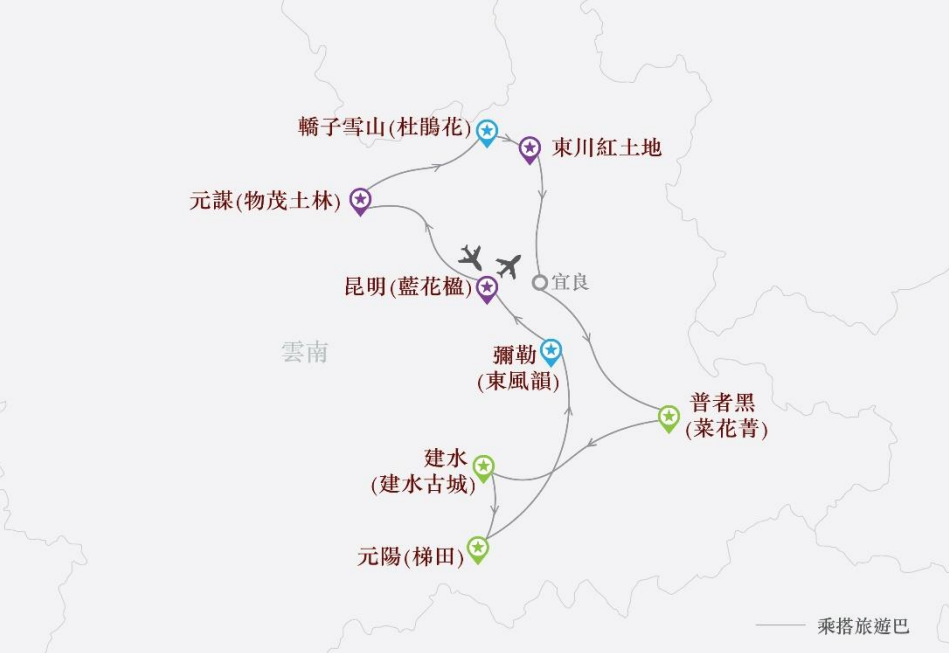 轎子雪山(杜鵑花)
東川紅土地
元謀(物茂土林)
昆明(藍花楹)
宜良
雲南
彌勒
(東風韻)
普者黑
(菜花菁)
建水
(建水古城)
元陽(梯田)
乘搭旅遊巴